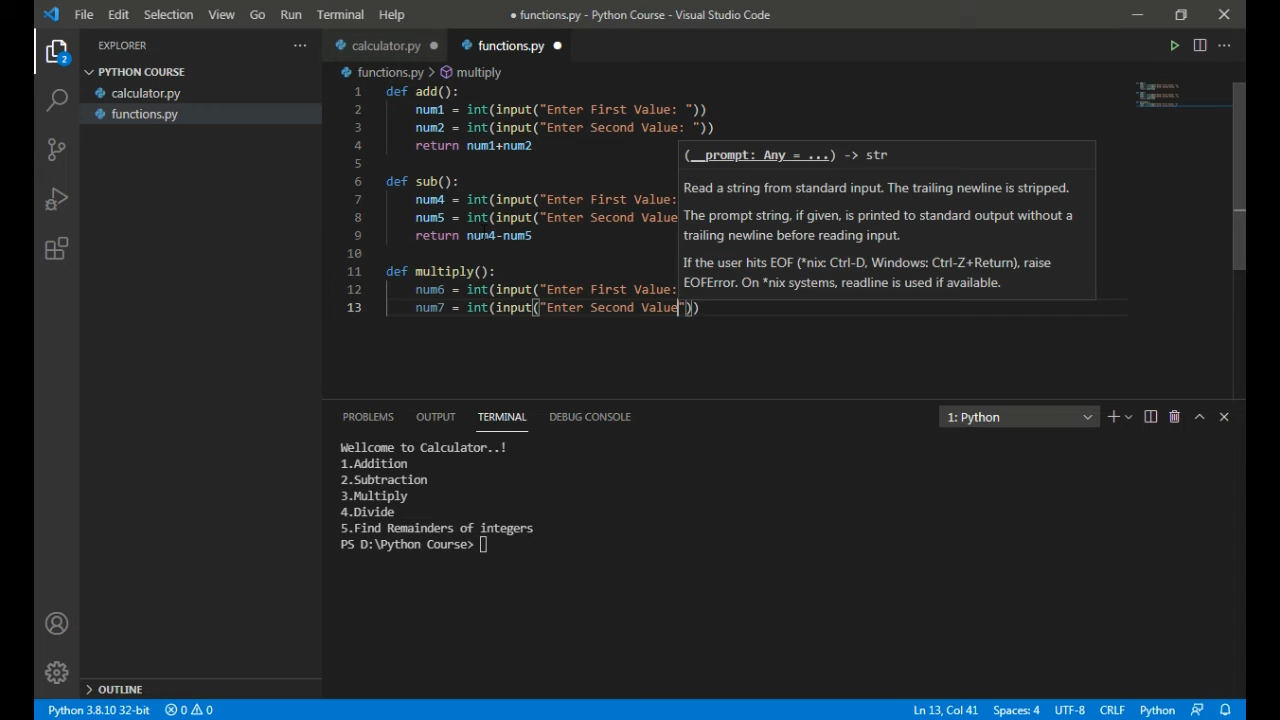 File Edit Selection View Go Run Terminal Help
● functions.py - Python Course - Visual Studio Code
EXPLORER
calculator.py
functions.py
PYTHON COURSE
calculator.py
functions.py
2
functions.py > multiply
1 def add():
2 num1 = int(input("Enter First Value: "))
3 num2 = int(input("Enter Second Value: "))
4 return num1+num2
5
6 def sub():
7 num4 = int(input("Enter First Value:
8 num5 = int(input("Enter Second Value
9 return num4-num5
10
11 def multiply():
12 num6 = int(input("Enter First Value:
13 num7 = int(input("Enter Second Value"))
(__prompt: Any = ...) -> str
Read a string from standard input. The trailing newline is stripped.
The prompt string, if given, is printed to standard output without a
trailing newline before reading input.
If the user hits EOF (*nix: Ctrl-D, Windows: Ctrl-Z+Return), raise
EOFError. On *nix systems, readline is used if available.
PROBLEMS OUTPUT TERMINAL DEBUG CONSOLE
1: Python
Wellcome to Calculator..!
1.Addition
2.Subtraction
3.Multiply
4.Divide
5.Find Remainders of integers
PS D:\Python Course>
OUTLINE
Python 3.8.10 32-bit
0 0
Ln 13, Col 41 Spaces: 4 UTF-8 CRLF Python